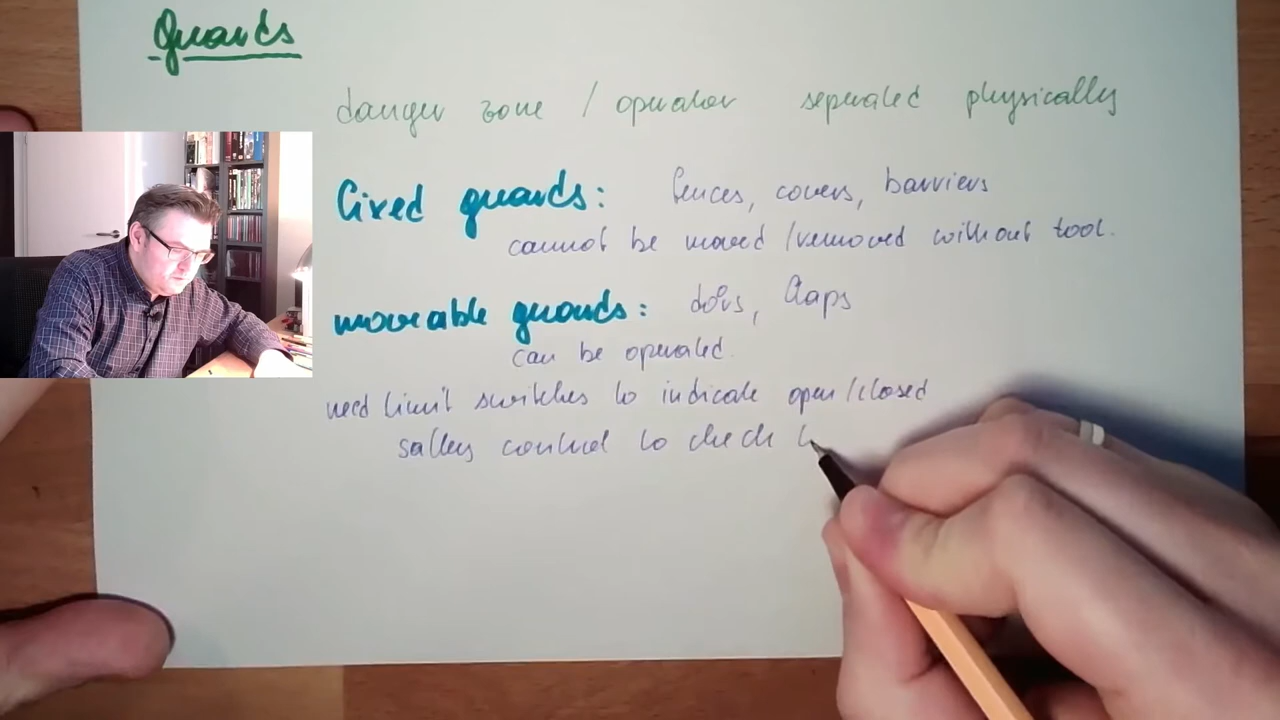 Guards
danger zone / operator seperated physically
fixed guards: fences, covers, barriers
cannot be moved / removed without tool.
moveable guards: doors, flaps
can be operated.
need limit switches to indicate open/closed
safety control to check